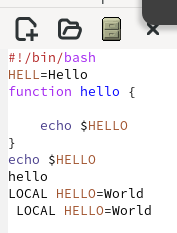 #!/bin/bash
HELL=Hello
function hello {
    echo $HELLO
}
echo $HELLO
hello
LOCAL HELLO=World
 LOCAL HELLO=World